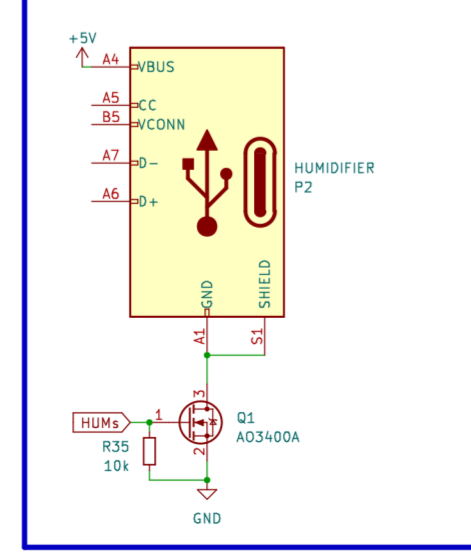 +5V
A4
VBUS
A5
CC
B5
VCONN
A7
D-
A6
D+
HUMIDIFIER
P2
GND
SHIELD
A1
S1
3
HUMs
1
Q1
AO3400A
R35
10k
2
GND